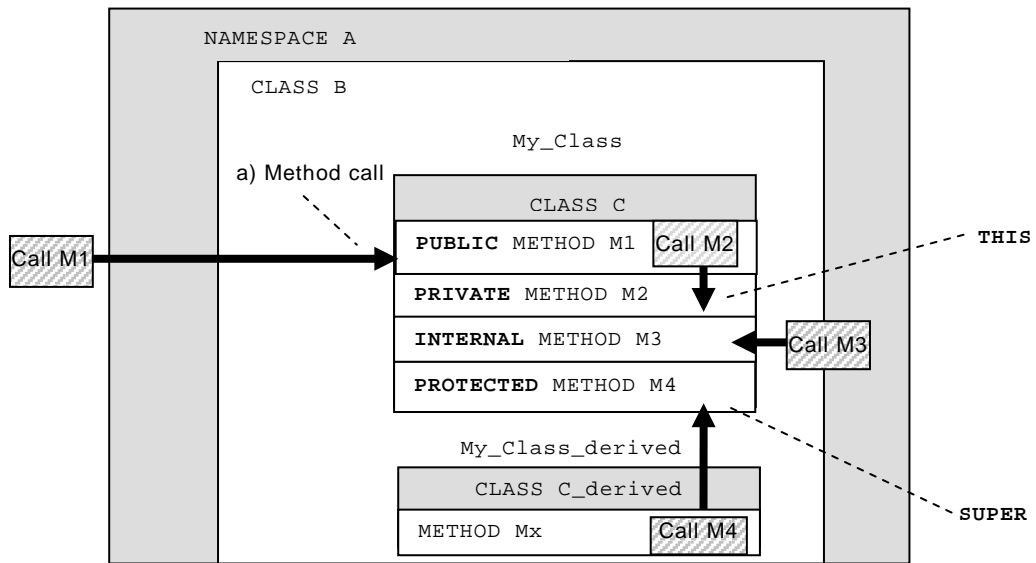 NAMESPACE A
CLASS B
My_Class
a) Method call
CLASS C
PUBLIC METHOD M1
Call M2
THIS
Call M1
PRIVATE METHOD M2
INTERNAL METHOD M3
Call M3
PROTECTED METHOD M4
My_Class_derived
CLASS C_derived
SUPER
METHOD Mx
Call M4